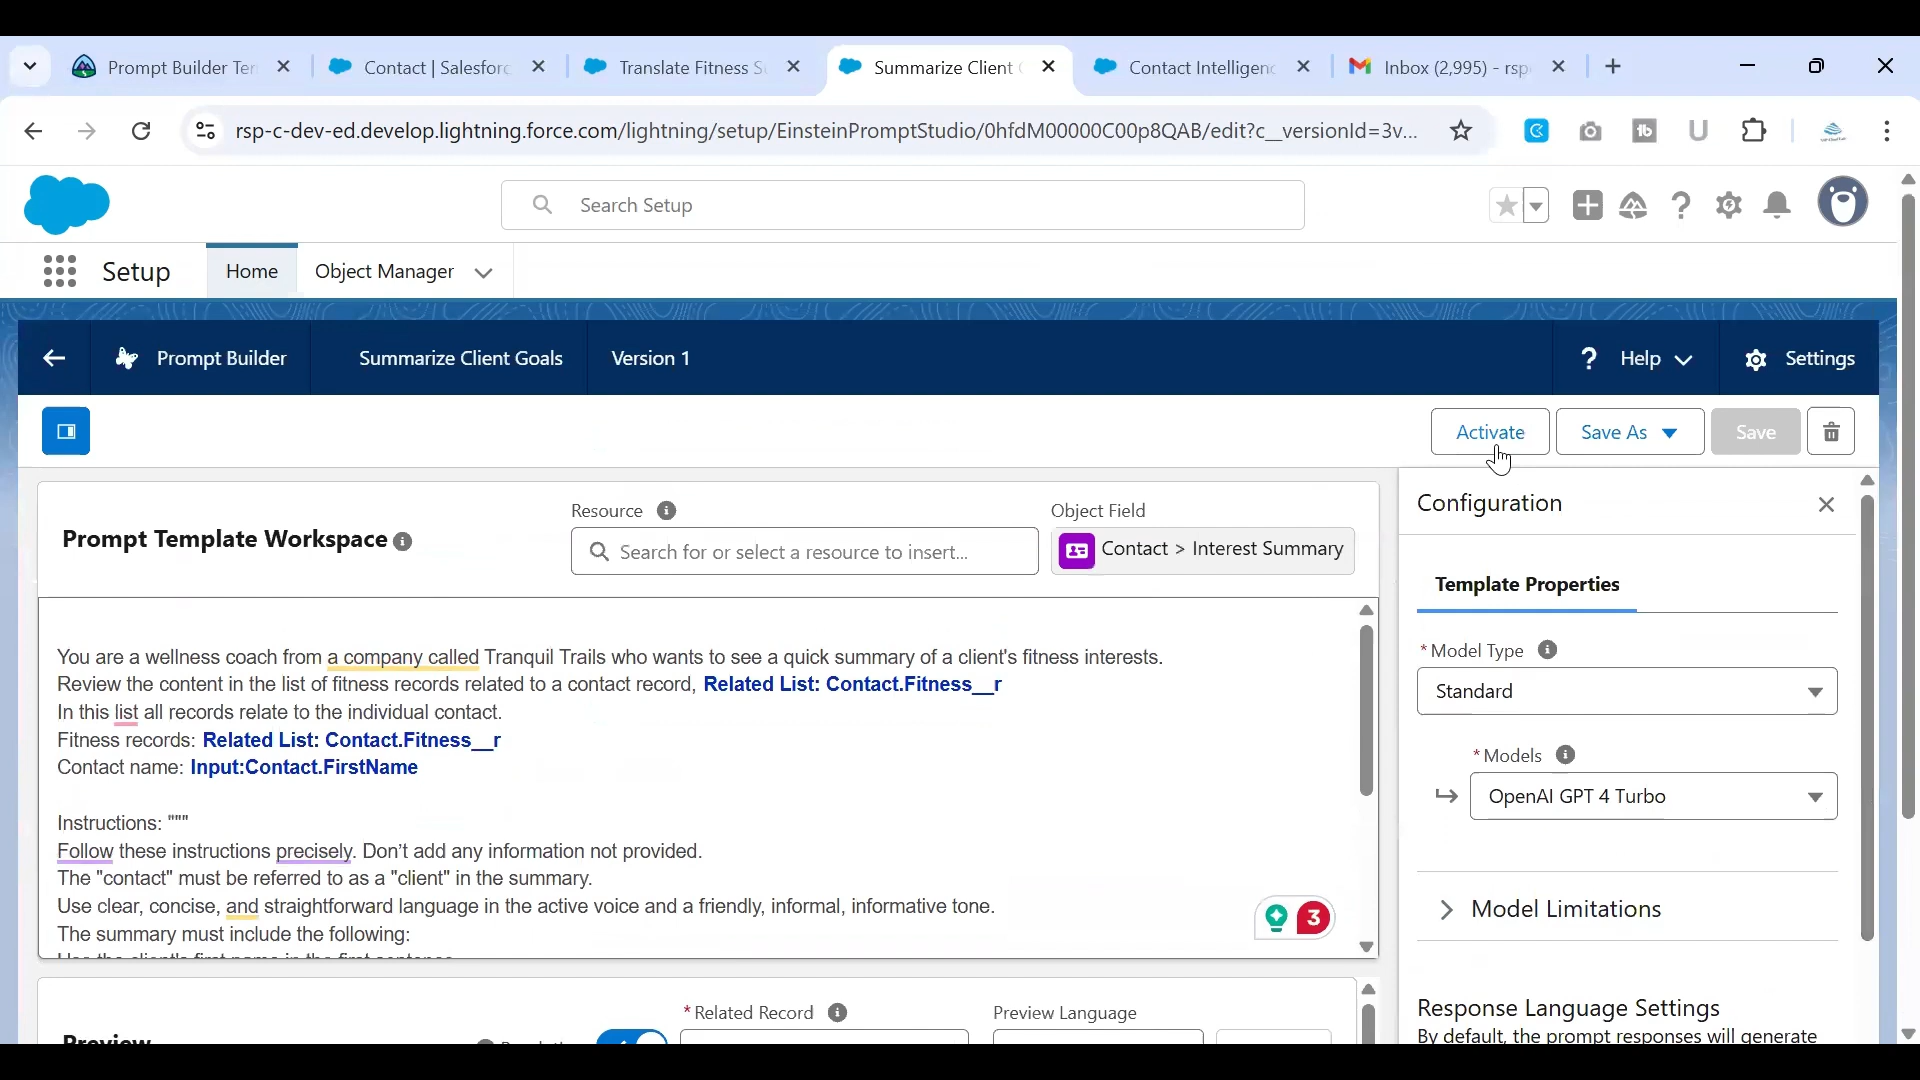 Prompt Builder Ter
Contact | Salesforc
Translate Fitness S
Summarize Client
Contact Intelligenc
Inbox (2,995) - rsp
rsp-c-dev-ed.develop.lightning.force.com/lightning/setup/EinsteinPromptStudio/0hfdM00000C00p8QAB/edit?c__versionId=3v...
Search Setup
Setup
Home
Object Manager
Prompt Builder
Summarize Client Goals
Version 1
? Help
Settings
Activate
Save As
Save
Prompt Template Workspace
Resource
Search for or select a resource to insert...
Object Field
Contact > Interest Summary
You are a wellness coach from a company called Tranquil Trails who wants to see a quick summary of a client's fitness interests.
Review the content in the list of fitness records related to a contact record, Related List: Contact.Fitness__r
In this list all records relate to the individual contact.
Fitness records: Related List: Contact.Fitness__r
Contact name: Input:Contact.FirstName
Instructions: """
Follow these instructions precisely. Don’t add any information not provided.
The "contact" must be referred to as a "client" in the summary.
Use clear, concise, and straightforward language in the active voice and a friendly, informal, informative tone.
The summary must include the following:
Use the client's first name in the first sentence.
3
Configuration
Template Properties
* Model Type
Standard
* Models
OpenAI GPT 4 Turbo
Model Limitations
Response Language Settings
By default, the prompt responses will generate
Preview
* Related Record
Preview Language